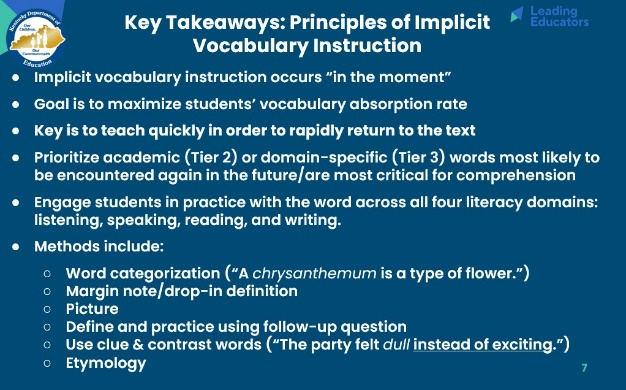 Kentucky Department of
Our Children,
Our Commonwealth
Education
Leading
Educators
Key Takeaways: Principles of Implicit
Vocabulary Instruction
● Implicit vocabulary instruction occurs “in the moment”
● Goal is to maximize students’ vocabulary absorption rate
● Key is to teach quickly in order to rapidly return to the text
● Prioritize academic (Tier 2) or domain-specific (Tier 3) words most likely to
be encountered again in the future/are most critical for comprehension
● Engage students in practice with the word across all four literacy domains:
listening, speaking, reading, and writing.
● Methods include:
○ Word categorization (“A chrysanthemum is a type of flower.”)
○ Margin note/drop-in definition
○ Picture
○ Define and practice using follow-up question
○ Use clue & contrast words (“The party felt dull instead of exciting.”)
○ Etymology
7